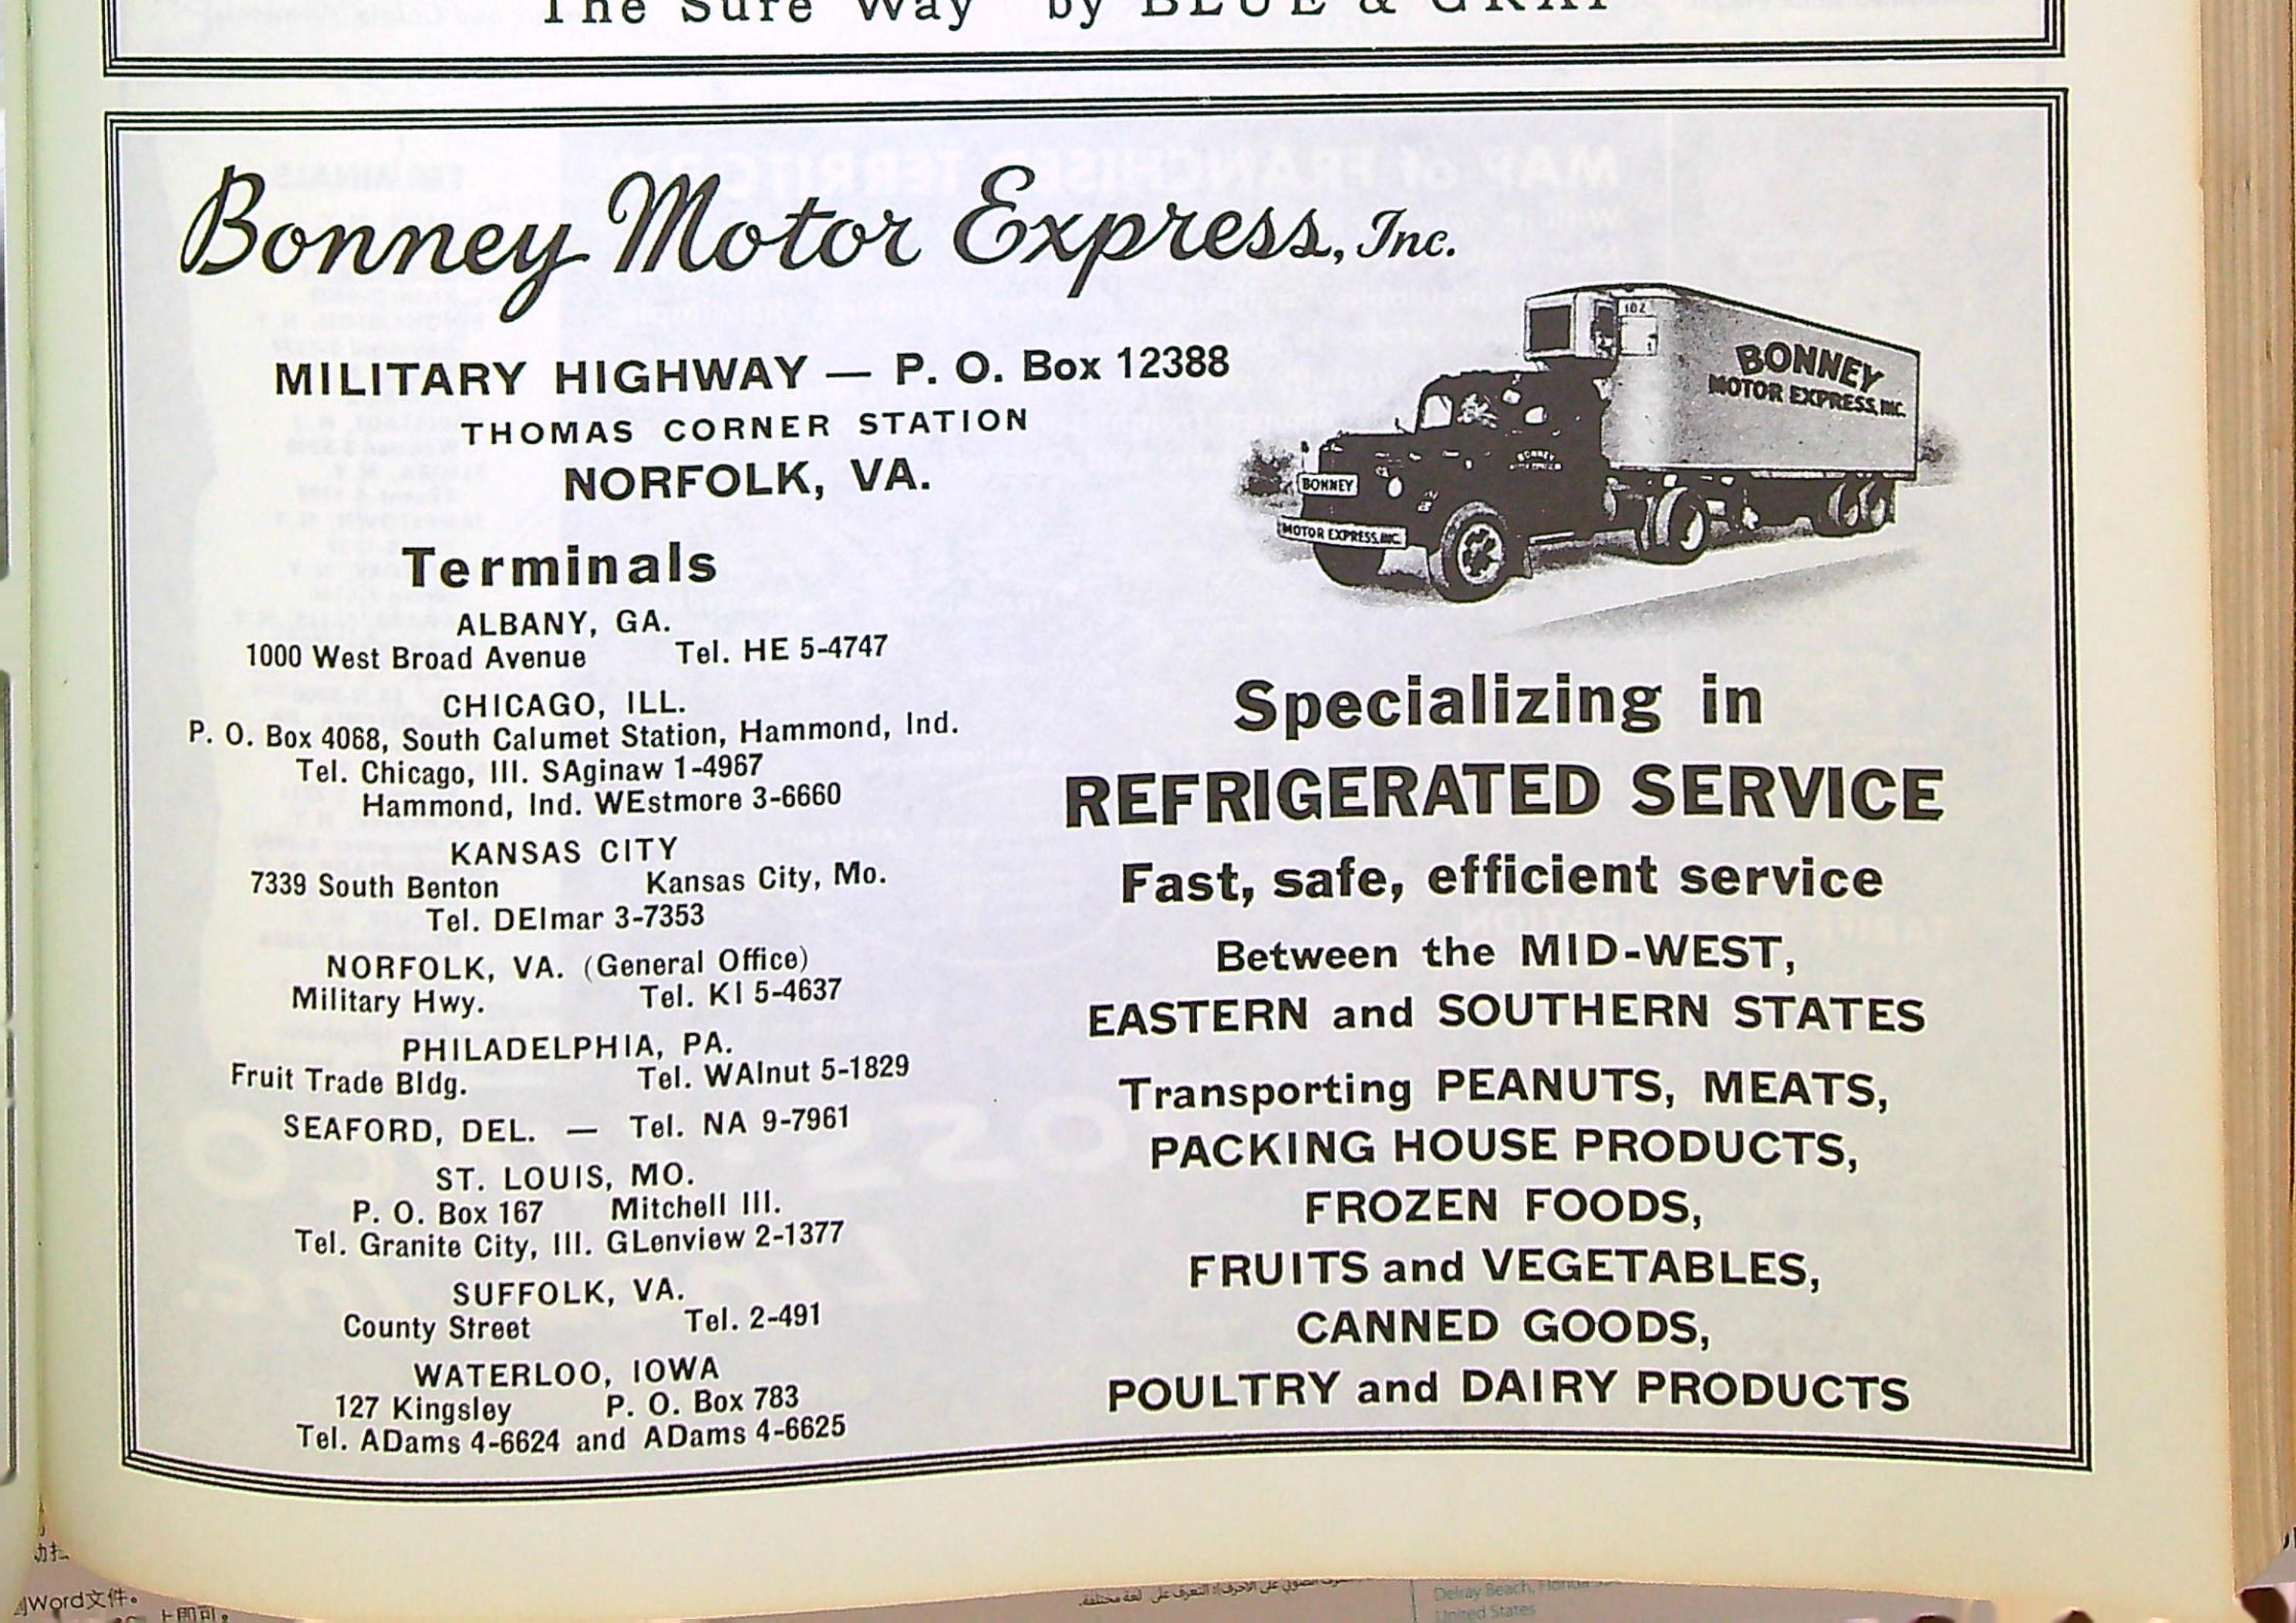 The Sure Way by BLUE & GRAY
Bonney Motor Express, Inc.
MILITARY HIGHWAY — P. O. Box 12388
THOMAS CORNER STATION
NORFOLK, VA.
102
BONNEY
MOTOR EXPRESS, INC.
BONNEY
BONNEY
MOTOR EXPRESS, INC.
Terminals
ALBANY, GA.
1000 West Broad Avenue Tel. HE 5-4747
CHICAGO, ILL.
P. O. Box 4068, South Calumet Station, Hammond, Ind.
Tel. Chicago, Ill. SAginaw 1-4967
Hammond, Ind. WEstmore 3-6660
KANSAS CITY
7339 South Benton Kansas City, Mo.
Tel. DElmar 3-7353
NORFOLK, VA. (General Office)
Military Hwy. Tel. KI 5-4637
PHILADELPHIA, PA.
Fruit Trade Bldg. Tel. WAlnut 5-1829
SEAFORD, DEL. — Tel. NA 9-7961
ST. LOUIS, MO.
P. O. Box 167 Mitchell Ill.
Tel. Granite City, Ill. GLenview 2-1377
SUFFOLK, VA.
County Street Tel. 2-491
WATERLOO, IOWA
127 Kingsley P. O. Box 783
Tel. ADams 4-6624 and ADams 4-6625
Specializing in
REFRIGERATED SERVICE
Fast, safe, efficient service
Between the MID-WEST,
EASTERN and SOUTHERN STATES
Transporting PEANUTS, MEATS,
PACKING HOUSE PRODUCTS,
FROZEN FOODS,
FRUITS and VEGETABLES,
CANNED GOODS,
POULTRY and DAIRY PRODUCTS
Word文件。
上即可。
التعرف على لغة مختلفة.
Delray Beach, Florida
United States